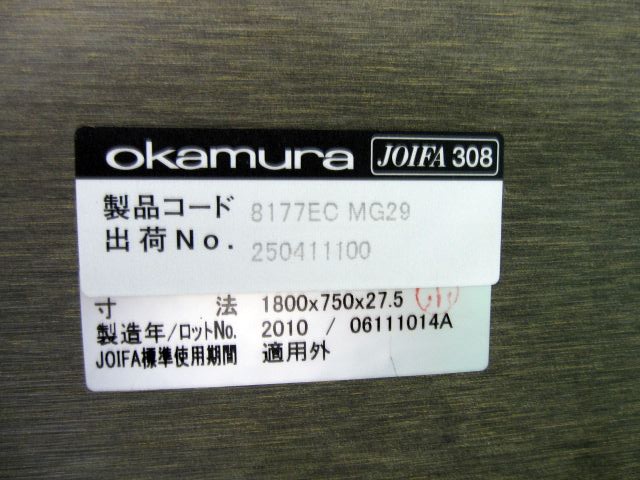 okamura JOIFA 308
製品コード 8177EC MG29
出荷No. 250411100
寸法 1800x750x27.5
製造年/ロットNo. 2010 / 06111014A
JOIFA標準使用期間 適用外